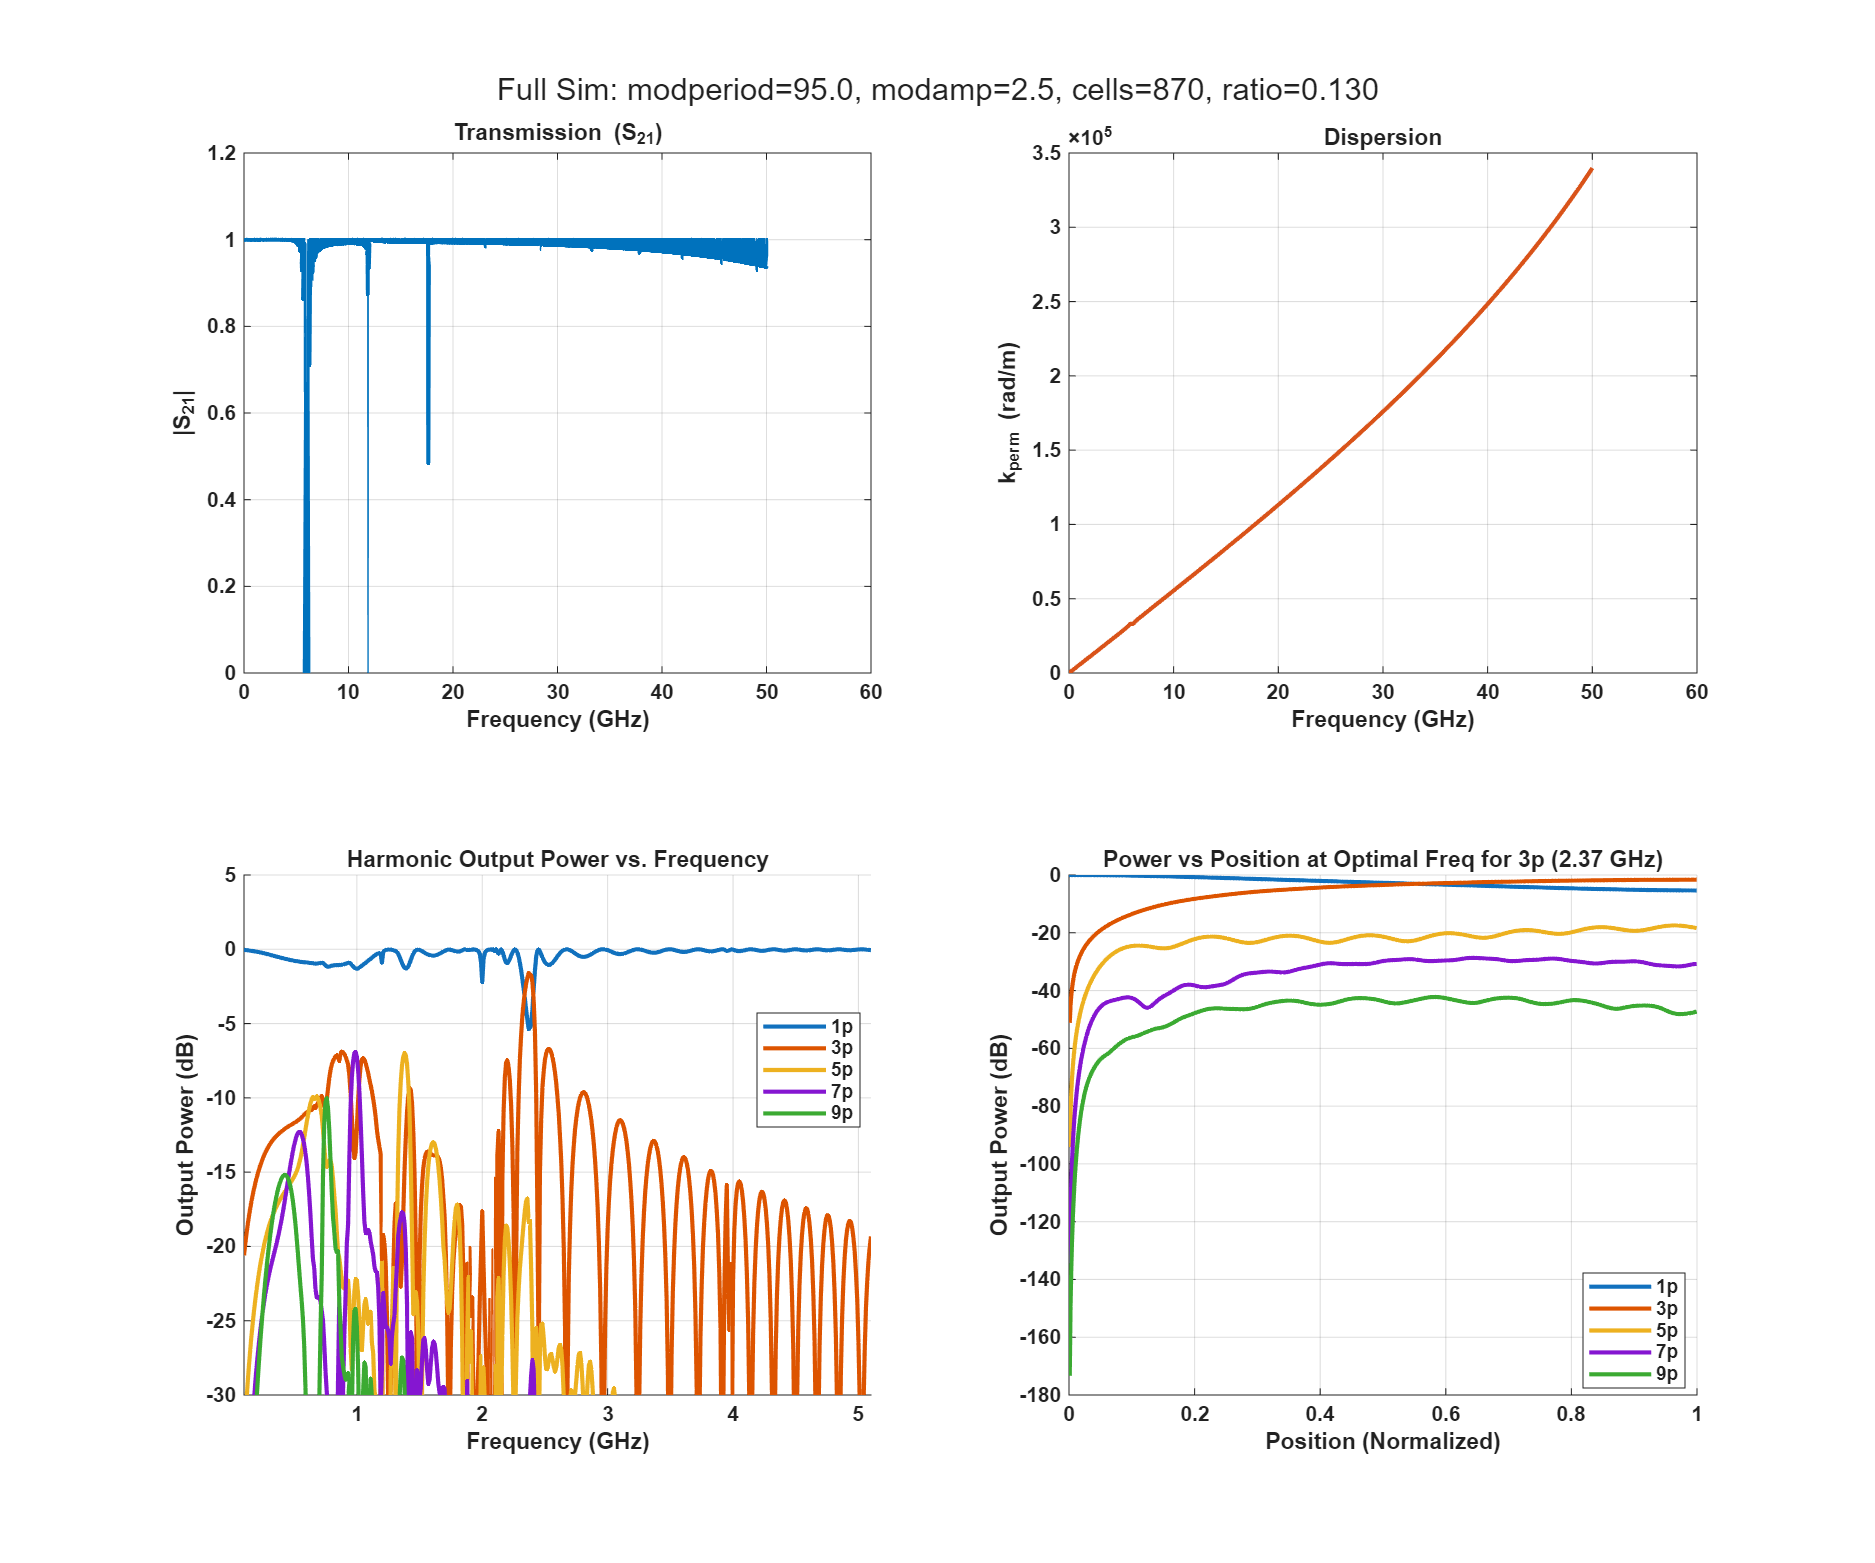 Full Sim: modperiod=95.0, modamp=2.5, cells=870, ratio=0.130
Transmission (S21)
1.2
1
0.8
0.6
0.4
0.2
0
|S21|
0 10 20 30 40 50 60
Frequency (GHz)
×10^5
Dispersion
3.5
3
2.5
2
1.5
1
0.5
0
kperm (rad/m)
0 10 20 30 40 50 60
Frequency (GHz)
Harmonic Output Power vs. Frequency
5
0
-5
-10
-15
-20
-25
-30
Output Power (dB)
1p
3p
5p
7p
9p
1 2 3 4 5
Frequency (GHz)
Power vs Position at Optimal Freq for 3p (2.37 GHz)
0
-20
-40
-60
-80
-100
-120
-140
-160
-180
Output Power (dB)
1p
3p
5p
7p
9p
0 0.2 0.4 0.6 0.8 1
Position (Normalized)